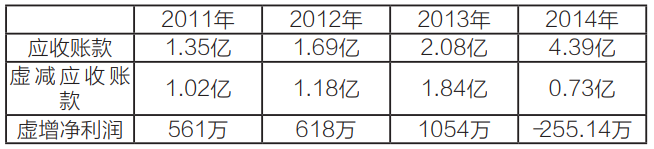 2011年 2012年 2013年 2014年
应收账款 1.35亿 1.69亿 2.08亿 4.39亿
虚减应收账
款 1.02亿 1.18亿 1.84亿 0.73亿
虚增净利润 561万 618万 1054万 -255.14万